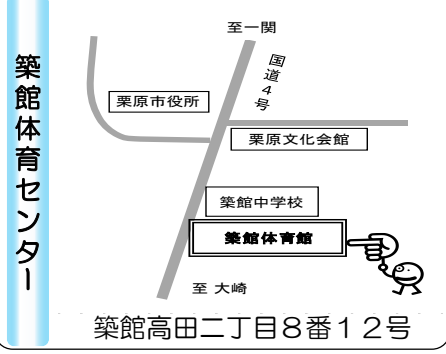 築館体育センター
至一関
国道4号
栗原市役所
栗原文化会館
築館中学校
築館体育館
至 大崎
築館高田二丁目8番12号